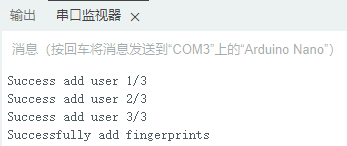 输出 串口监视器 ×
消息（按回车将消息发送到“COM3”上的“Arduino Nano”）
Success add user 1/3
Success add user 2/3
Success add user 3/3
Successfully add fingerprints